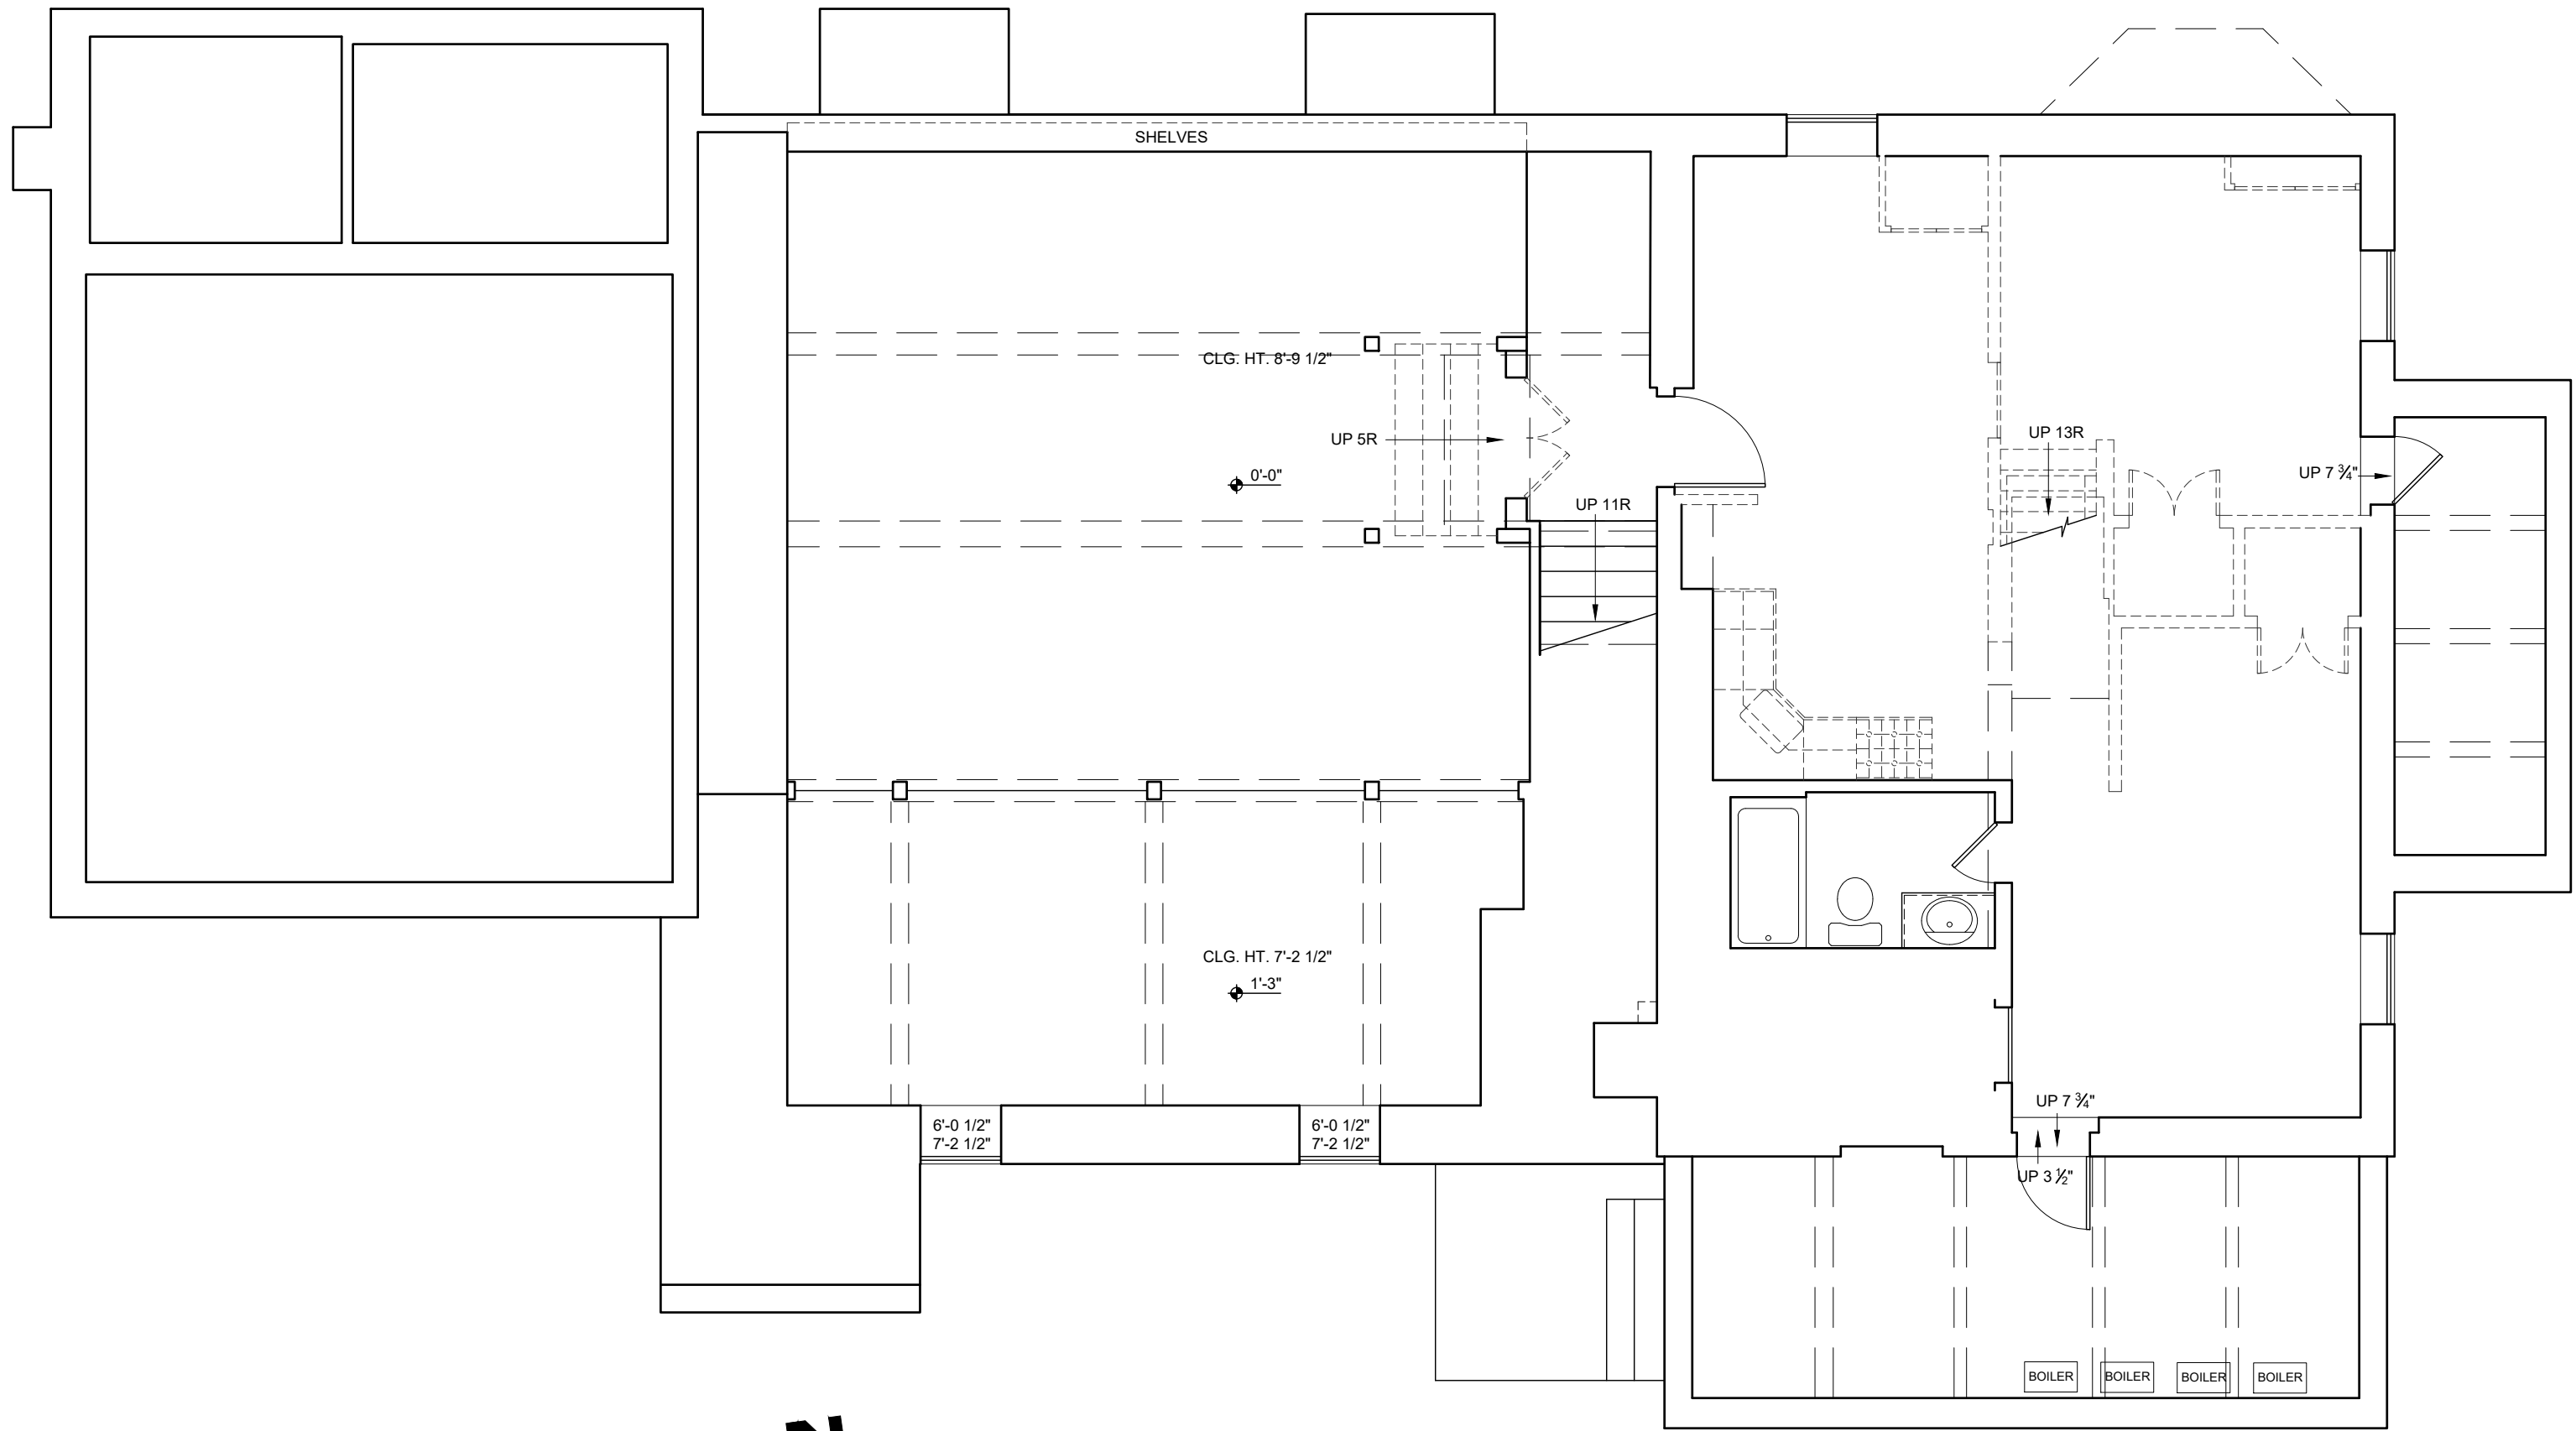 SHELVES
CLG. HT. 8'-9 1/2"
UP 5R
UP 13R
UP 7 ¾"
0'-0"
UP 11R
CLG. HT. 7'-2 1/2"
1'-3"
UP 7 ¾"
6'-0 1/2"
7'-2 1/2"
6'-0 1/2"
7'-2 1/2"
UP 3 ½"
BOILER
BOILER
BOILER
BOILER